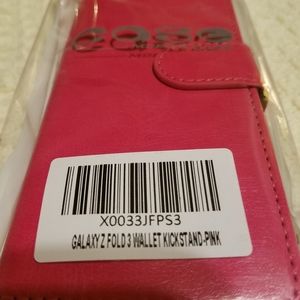 case
X0033JFPS3
GALAXY Z FOLD 3 WALLET KICKSTAND-PINK